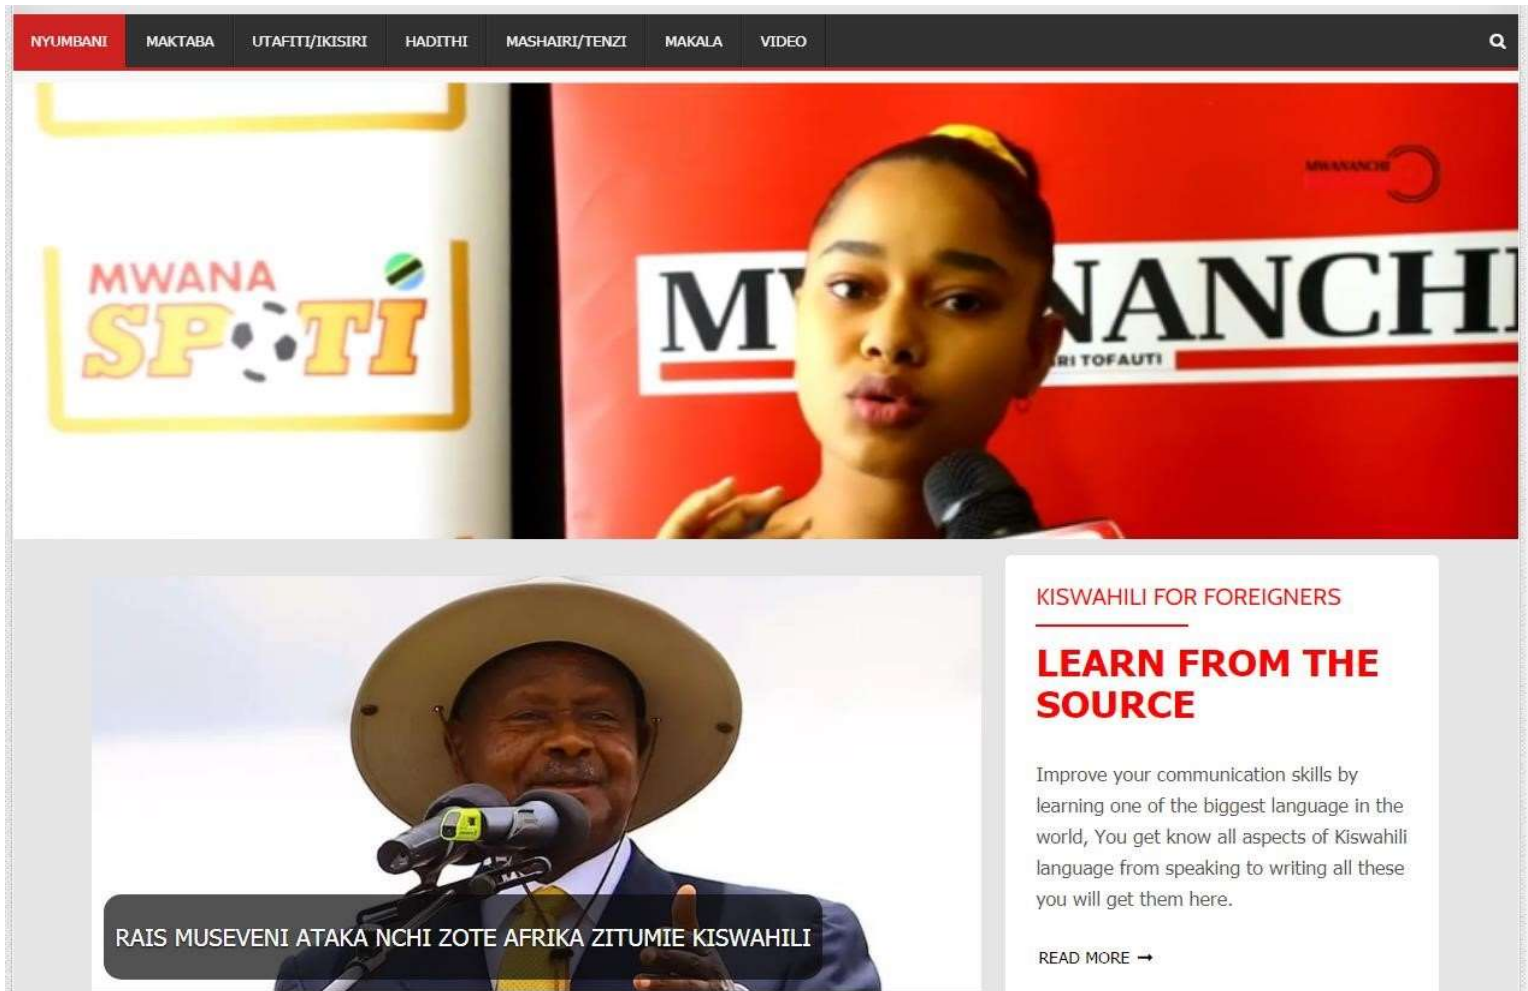 NYUMBANI MAKTABA UTAFITI/IKISIRI HADITHI MASHAIRI/TENZI MAKALA VIDEO
MWANANCHI
MWANA
SPOTI
NANCHI
TOFAUTI
RAIS MUSEVENI ATAKA NCHI ZOTE AFRIKA ZITUMIE KISWAHILI
KISWAHILI FOR FOREIGNERS
LEARN FROM THE
SOURCE
Improve your communication skills by
learning one of the biggest language in the
world, You get know all aspects of Kiswahili
language from speaking to writing all these
you will get them here.
READ MORE →